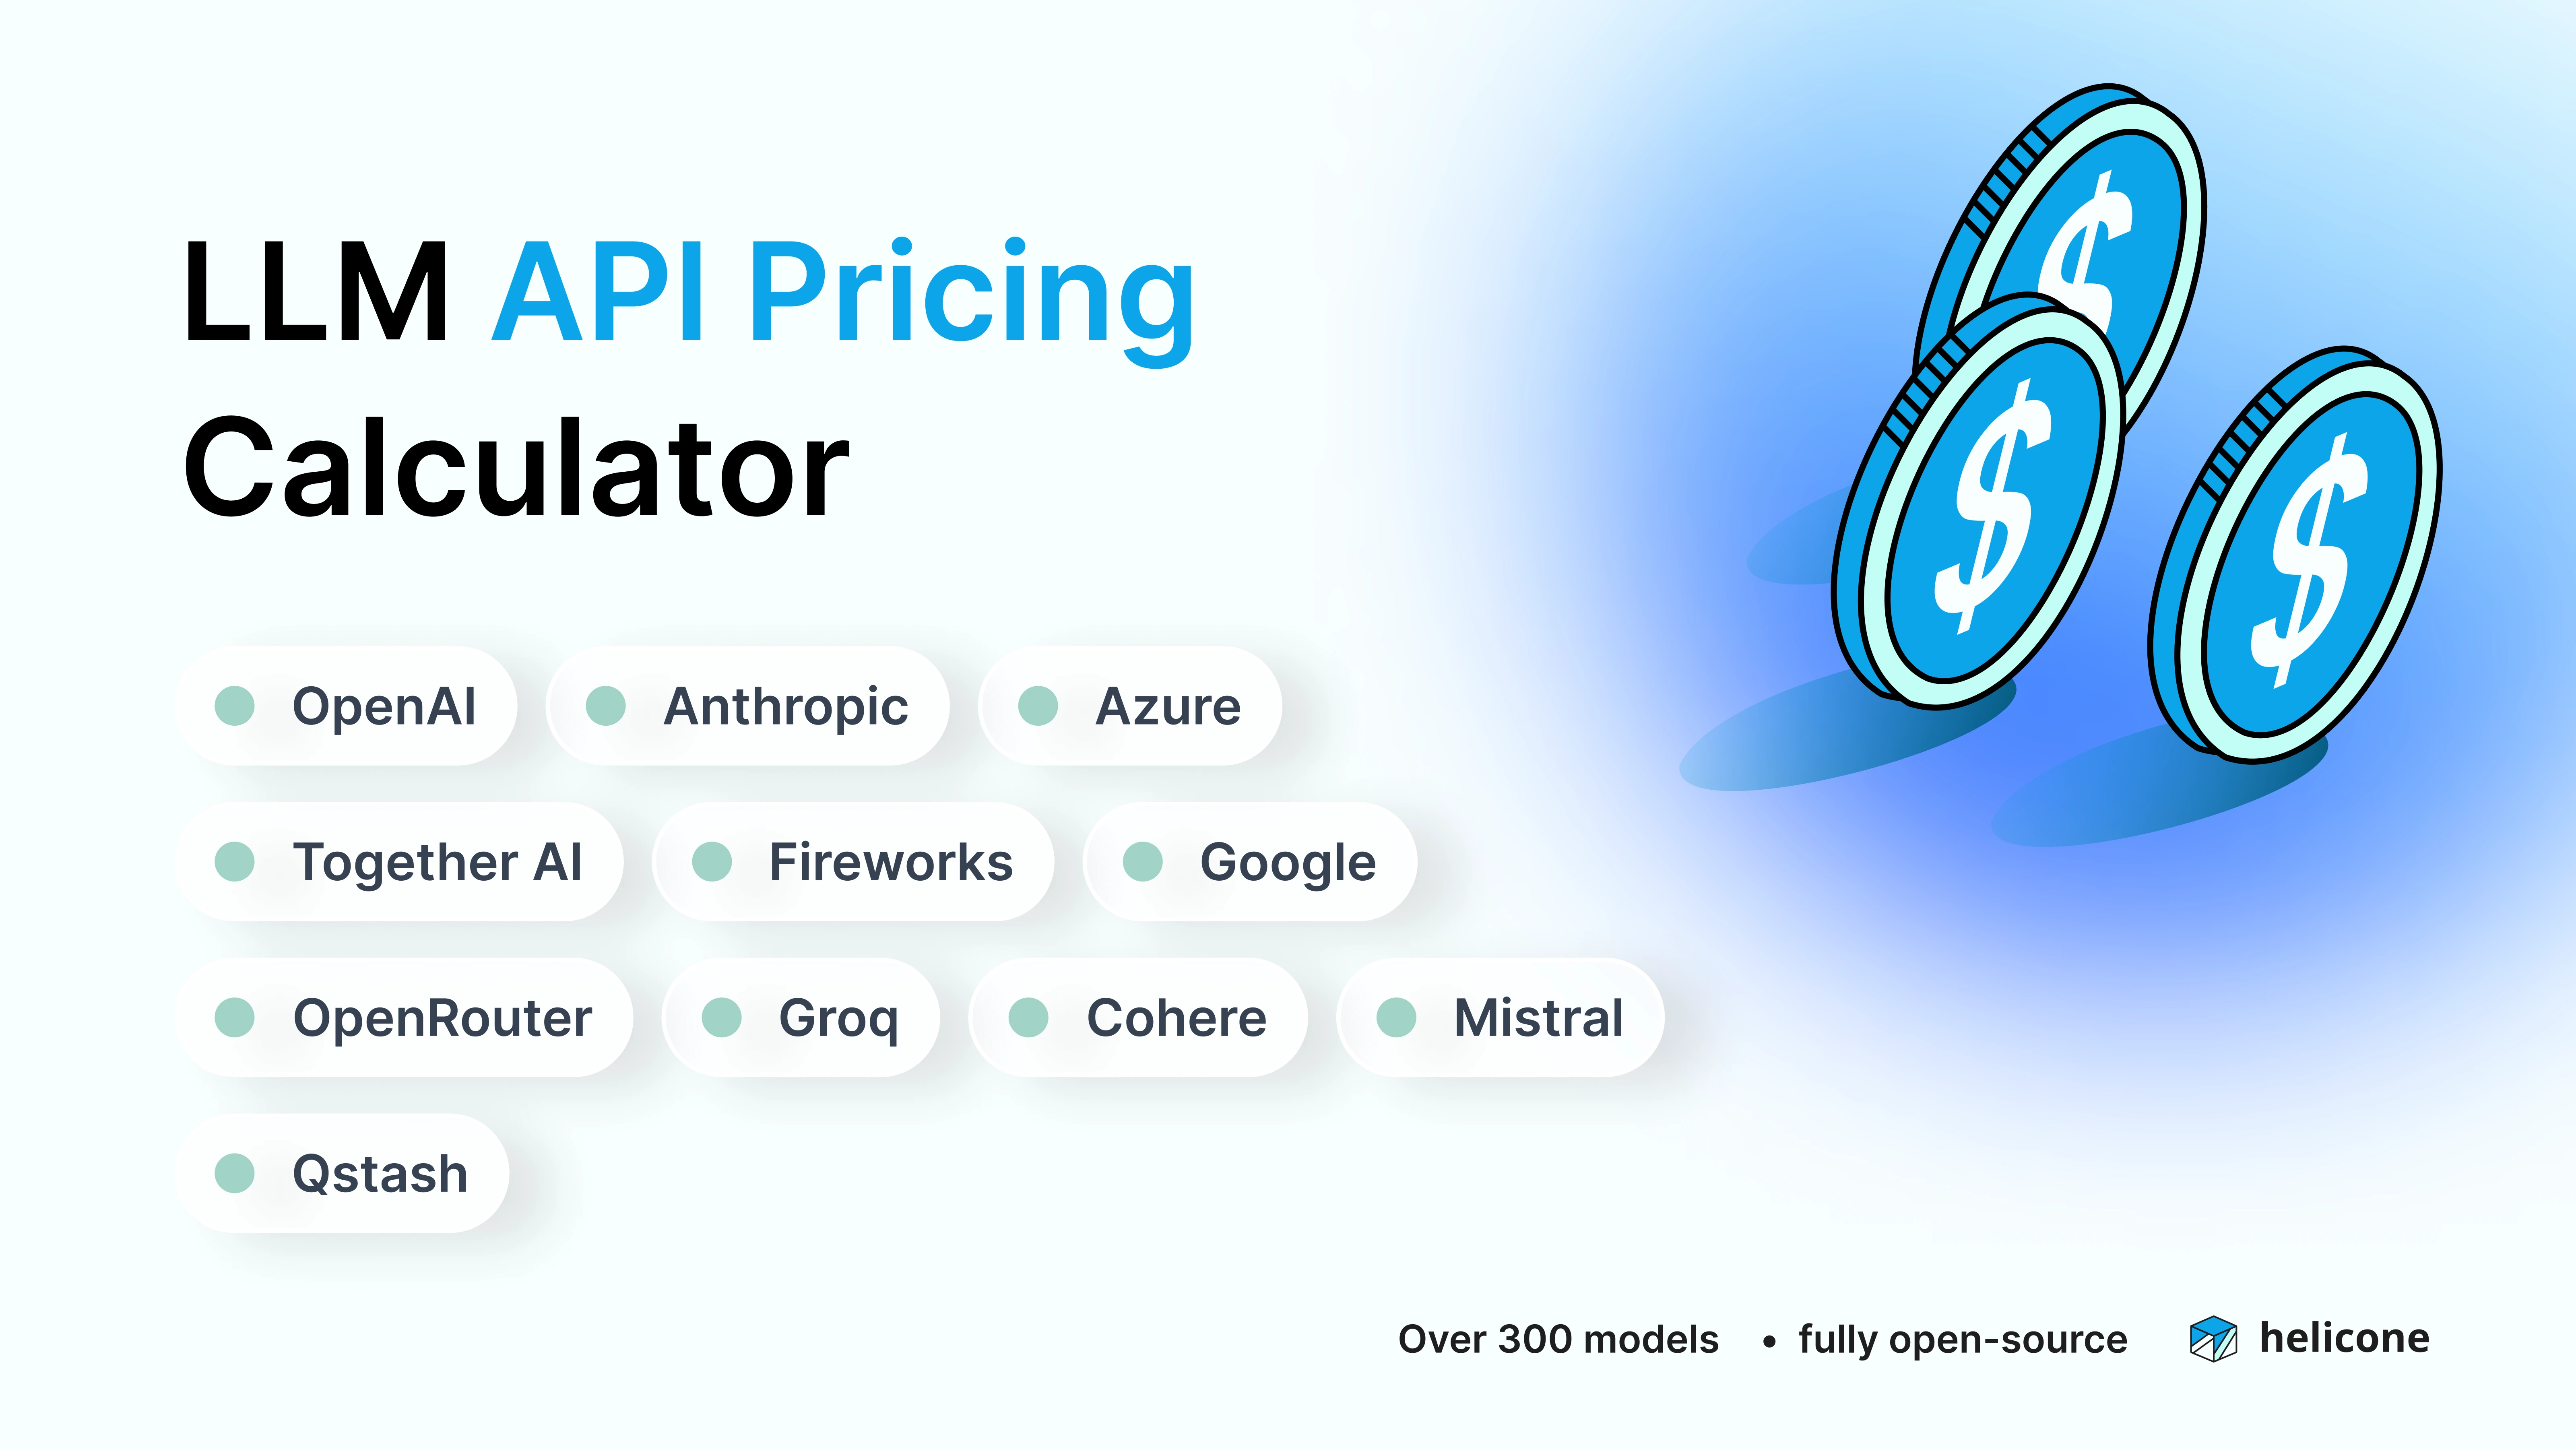 LLM API Pricing
Calculator
OpenAI Anthropic Azure
Together AI Fireworks Google
OpenRouter Groq Cohere Mistral
Qstash
Over 300 models • fully open-source helicone
$
$
$